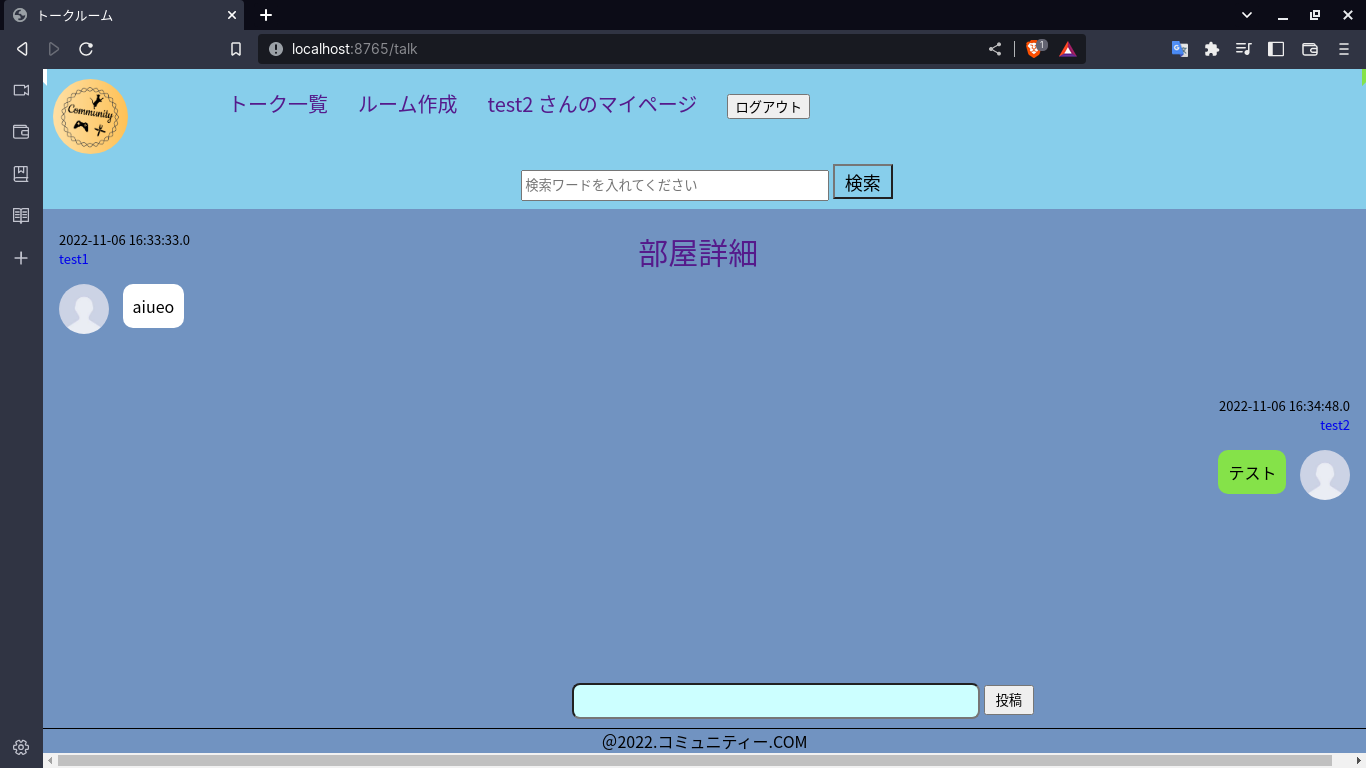 トークルーム
localhost:8765/talk
1
Community
トーク一覧 ルーム作成 test2 さんのマイページ ログアウト
検索ワードを入れてください 検索
部屋詳細
2022-11-06 16:33:33.0
test1
aiueo
2022-11-06 16:34:48.0
test2
テスト
投稿
@2022.コミュニティー.COM